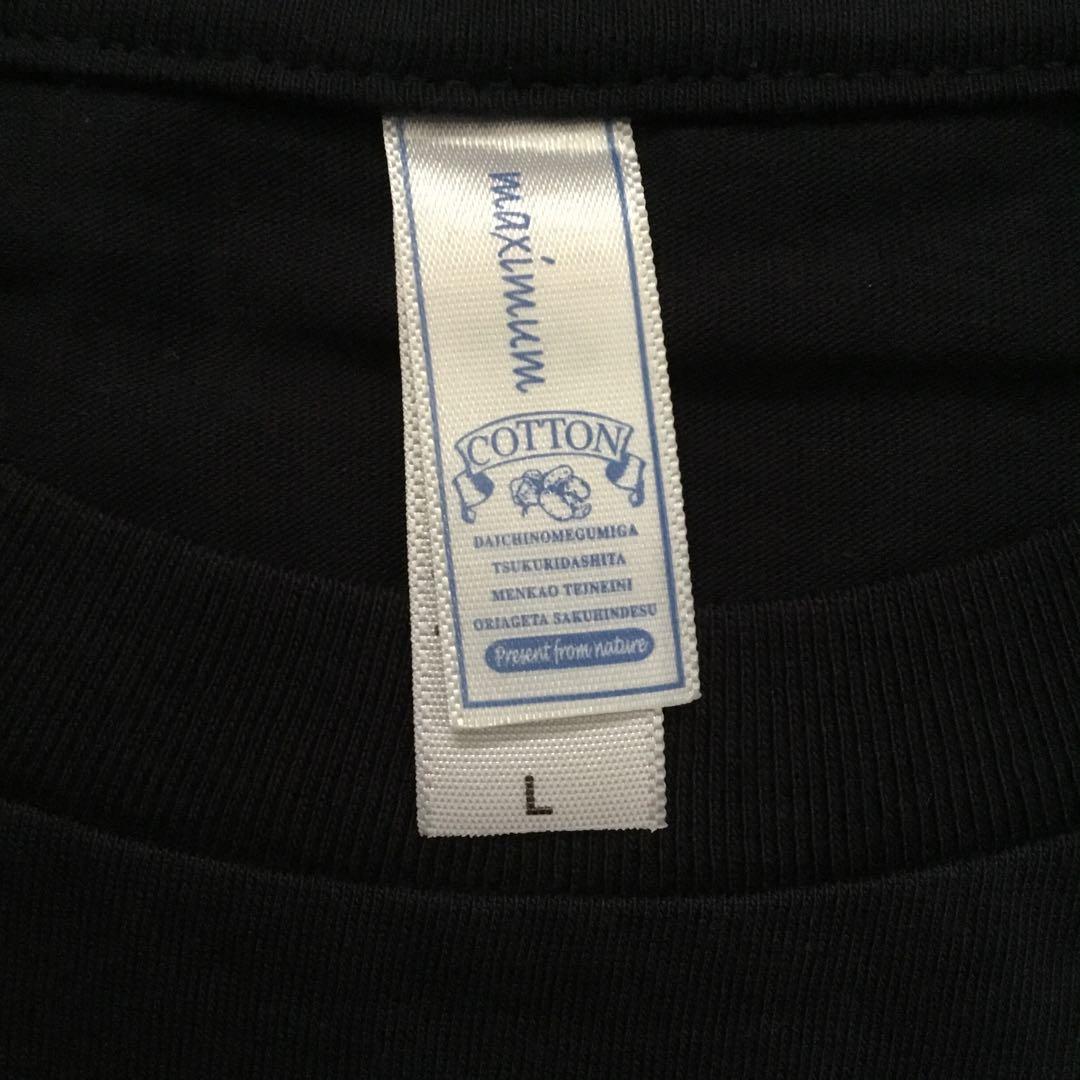 maximum
COTTON
DAICHINOMEGUMIGA
TSUKURIDASHITA
MENKAO TEINEINI
ORIAGETA SAKUHINDESU
Present from nature
L